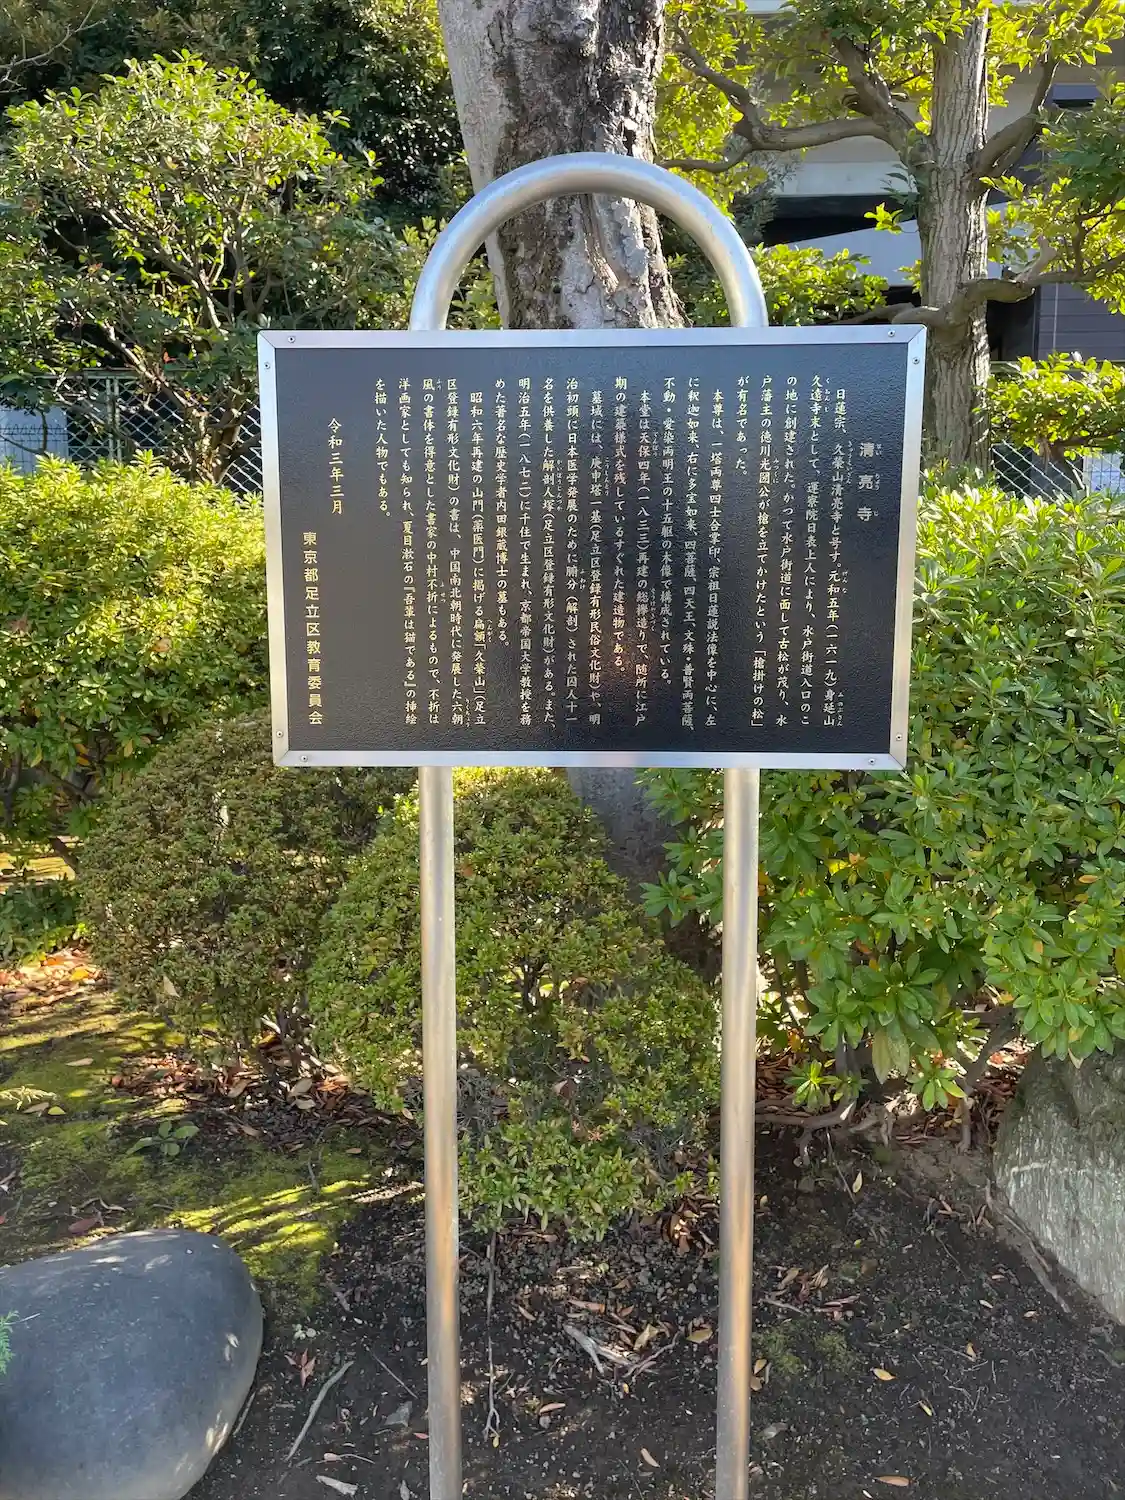 清亮寺
日蓮宗、久栄山清亮寺と号す。元和五年(一六一九)身延山
久遠寺末として、運察院日表上人により、水戸街道入口のこ
の地に創建された。かつて水戸街道に面して古松が茂り、水
戸藩主の徳川光圀公が槍を立てかけたという「槍掛けの松」
が有名であった。
本尊は、一塔両尊四士合掌印、宗祖日蓮説法像を中心に、左
に釈迦如来、右に多宝如来、四菩薩、四天王、文殊・普賢両菩薩、
不動・愛染両明王の十五躯の木像で構成されている。
本堂は天保四年(一八三三)再建の総欅造りで、随所に江戸
期の建築様式を残しているすぐれた建造物である。
墓域には、庚申塔一基(足立区登録有形民俗文化財)や、明
治初頭に日本医学発展のために腑分(解剖)された囚人十一
名を供養した解剖人塚(足立区登録有形文化財)がある。また、
明治五年(一八七二)に千住で生まれ、京都帝国大学教授を務
めた著名な歴史学者内田銀蔵博士の墓もある。
昭和六年再建の山門(薬医門)に掲げる扁額「久栄山」(足立
区登録有形文化財)の書は、中国南北朝時代に発展した六朝
風の書体を得意とした書家の中村不折によるもので、不折は
洋画家としても知られ、夏目漱石の『吾輩は猫である』の挿絵
を描いた人物でもある。
令和三年三月
東京都足立区教育委員会